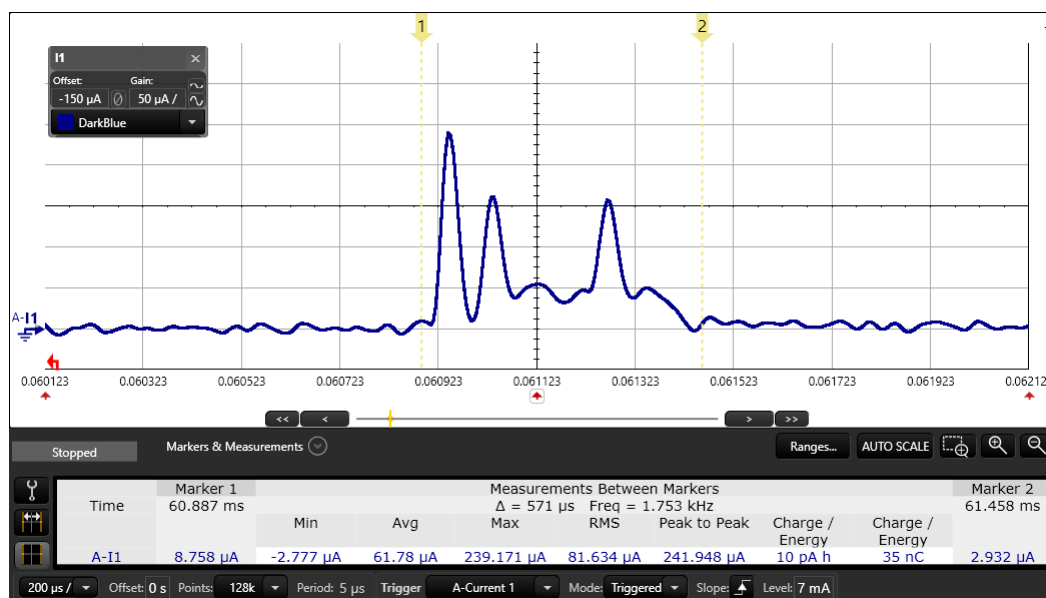 1
2
I1
×
Offset:
Gain:
-150 µA
50 µA /
DarkBlue
A-I1
0.060123
0.060323
0.060523
0.060723
0.060923
0.061123
0.061323
0.061523
0.061723
0.061923
0.06212
<<
<
>
>>
Stopped
Markers & Measurements
Ranges...
AUTO SCALE
Marker 1
Measurements Between Markers
Marker 2
Time
60.887 ms
Δ = 571 µs Freq = 1.753 kHz
61.458 ms
Min
Avg
Max
RMS
Peak to Peak
Charge / Energy
Charge / Energy
A-I1
8.758 µA
-2.777 µA
61.78 µA
239.171 µA
81.634 µA
241.948 µA
10 pA h
35 nC
2.932 µA
200 µs /
Offset: 0 s
Points: 128k
Period: 5 µs
Trigger
A-Current 1
Mode: Triggered
Slope:
Level: 7 mA